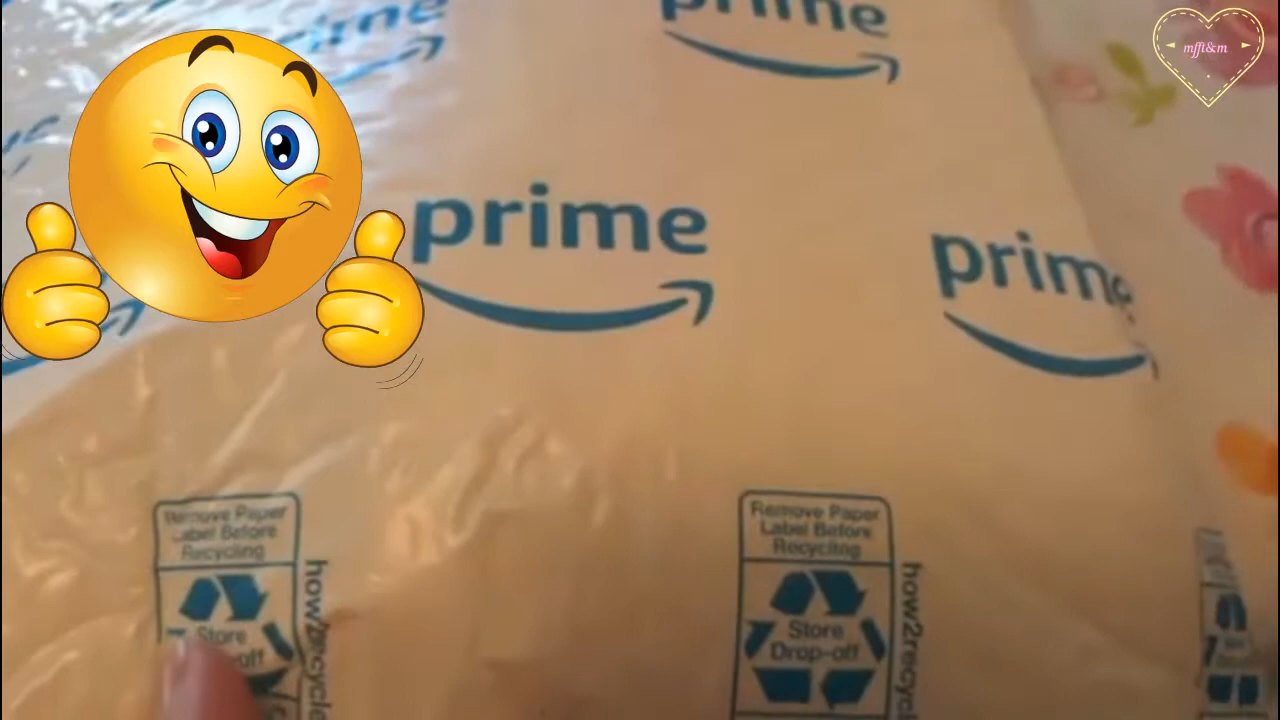 prime
prime
mfft&m
prime
prime
Remove Paper
Label Before
Recycling
Store
how2recycle
Remove Paper
Label Before
Recycling
Store
Drop-off